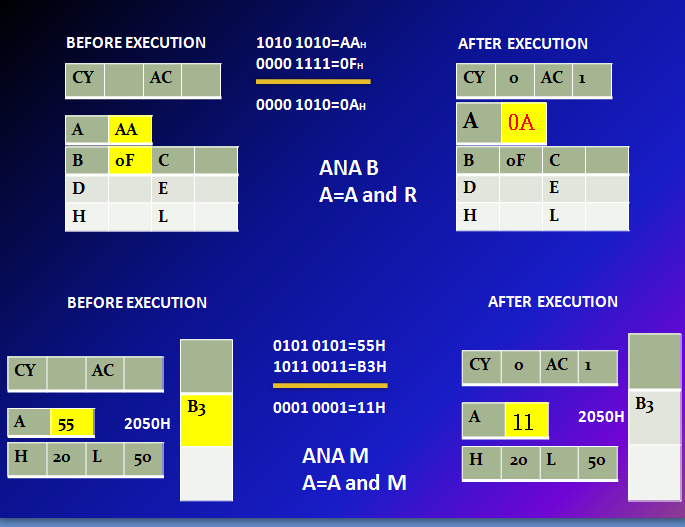 BEFORE EXECUTION
CY AC
A AA
B 0F C
D E
H L
1010 1010=AAH
0000 1111=0FH
0000 1010=0AH
ANA B
A=A and R
AFTER EXECUTION
CY 0 AC 1
A 0A
B 0F C
D E
H L
BEFORE EXECUTION
CY AC
A 55
2050H
B3
H 20 L 50
0101 0101=55H
1011 0011=B3H
0001 0001=11H
ANA M
A=A and M
AFTER EXECUTION
CY 0 AC 1
A 11
2050H
B3
H 20 L 50